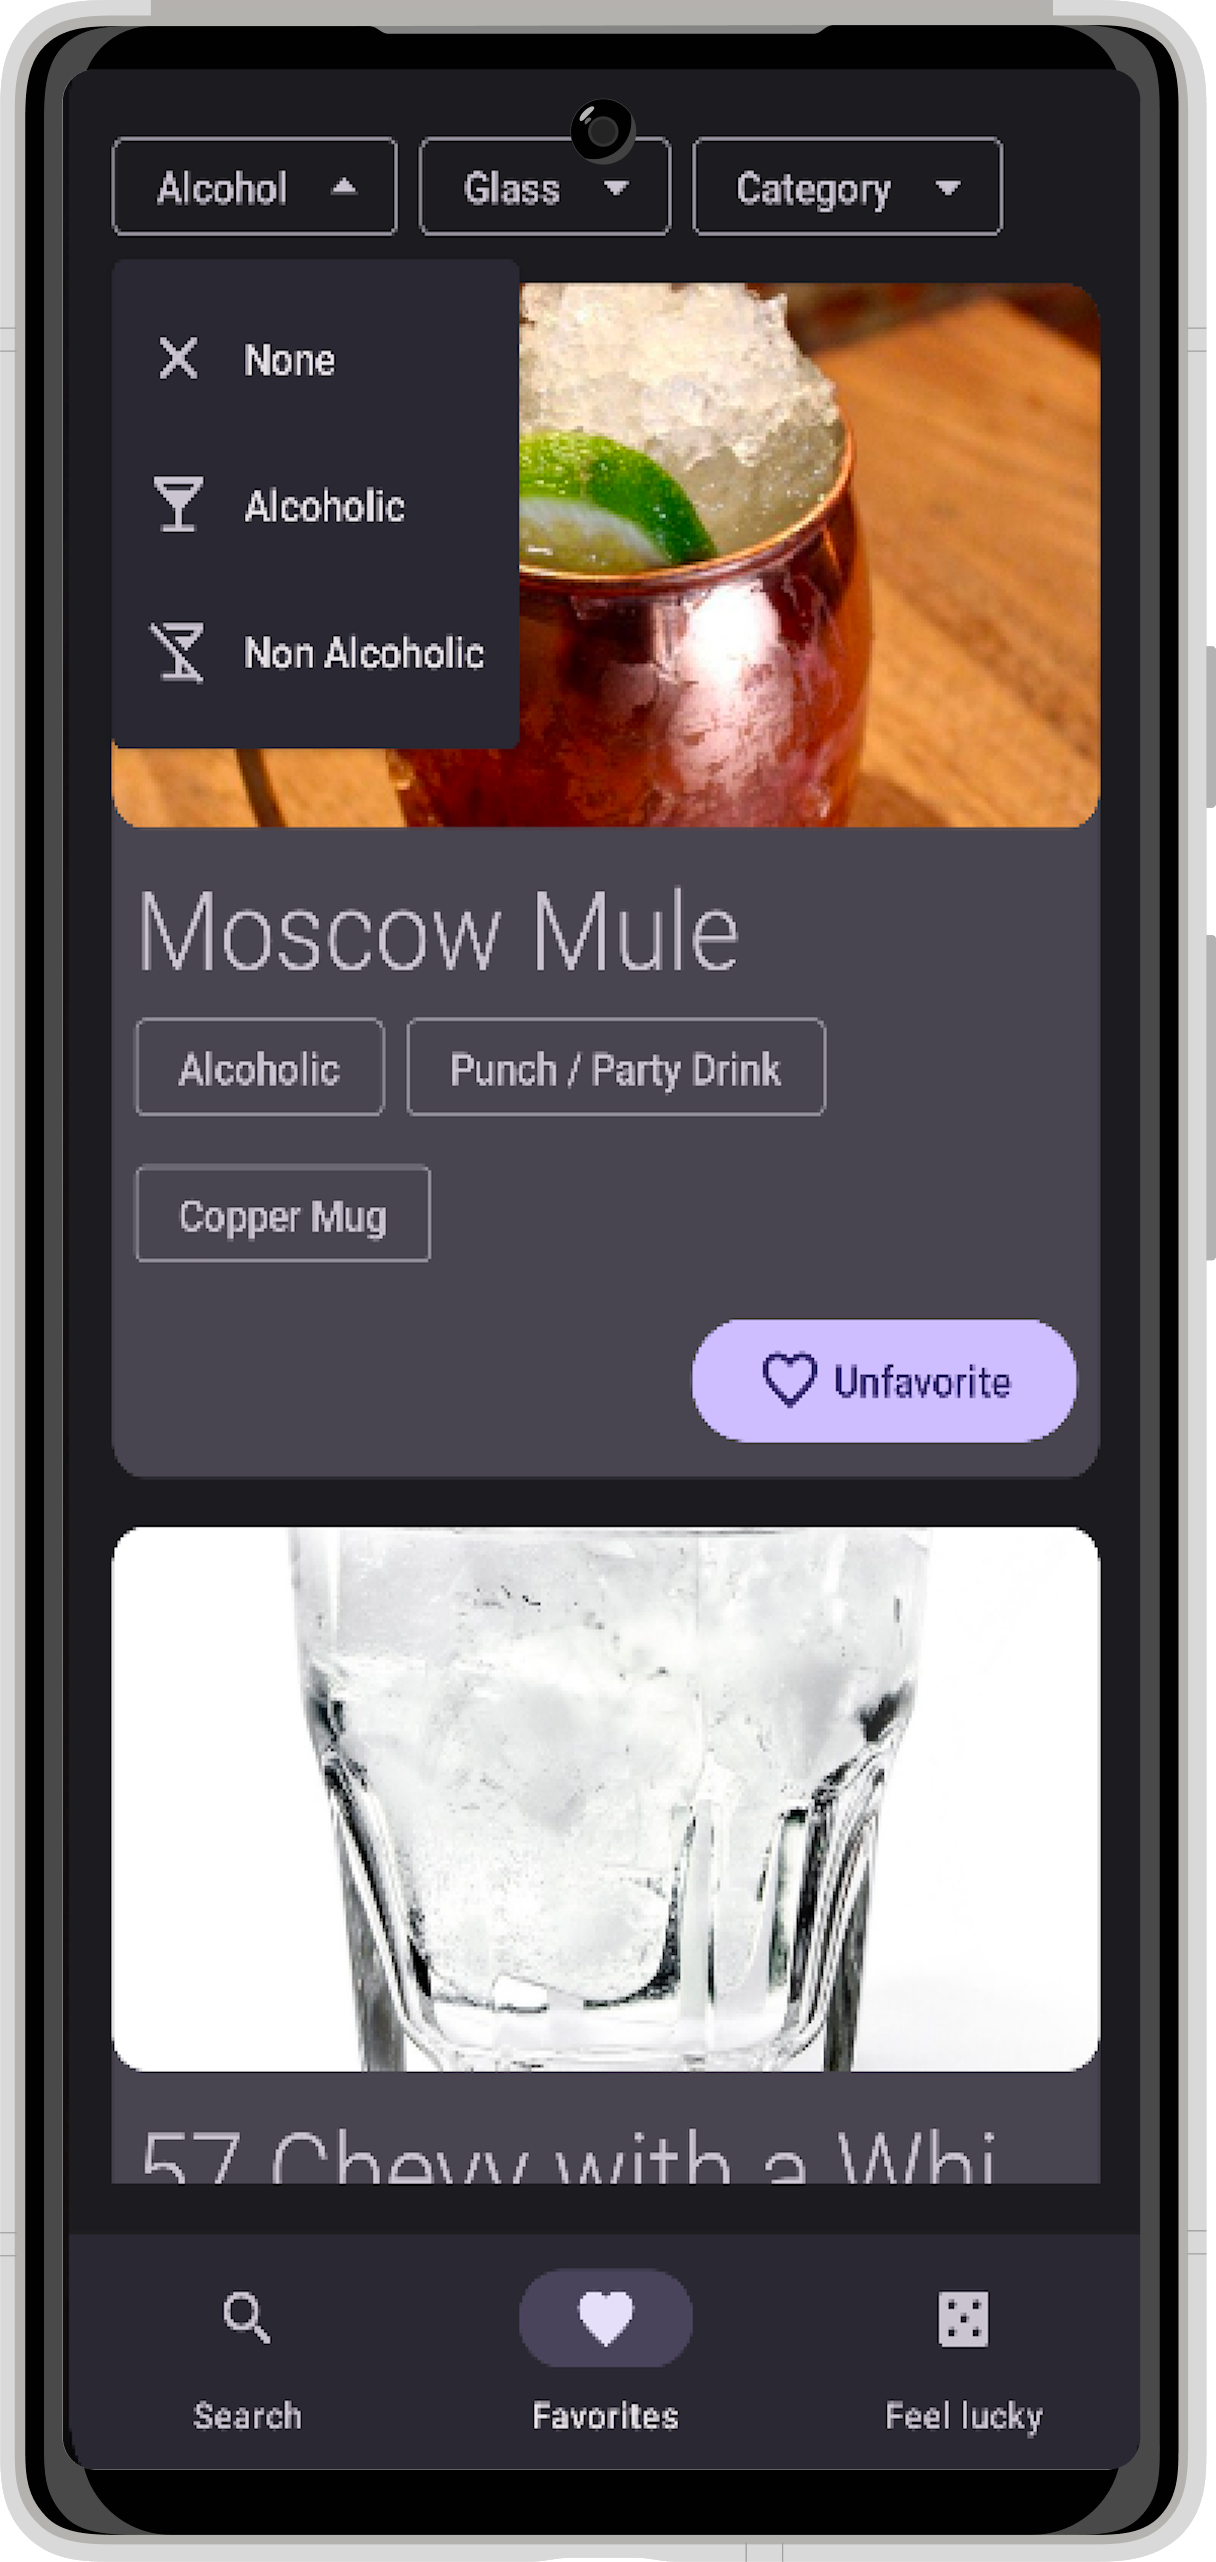 Alcohol Glass Category
None
Alcoholic
Non Alcoholic
Moscow Mule
Alcoholic Punch / Party Drink
Copper Mug
Unfavorite
57 Chevy with a Whi
Search Favorites Feel lucky